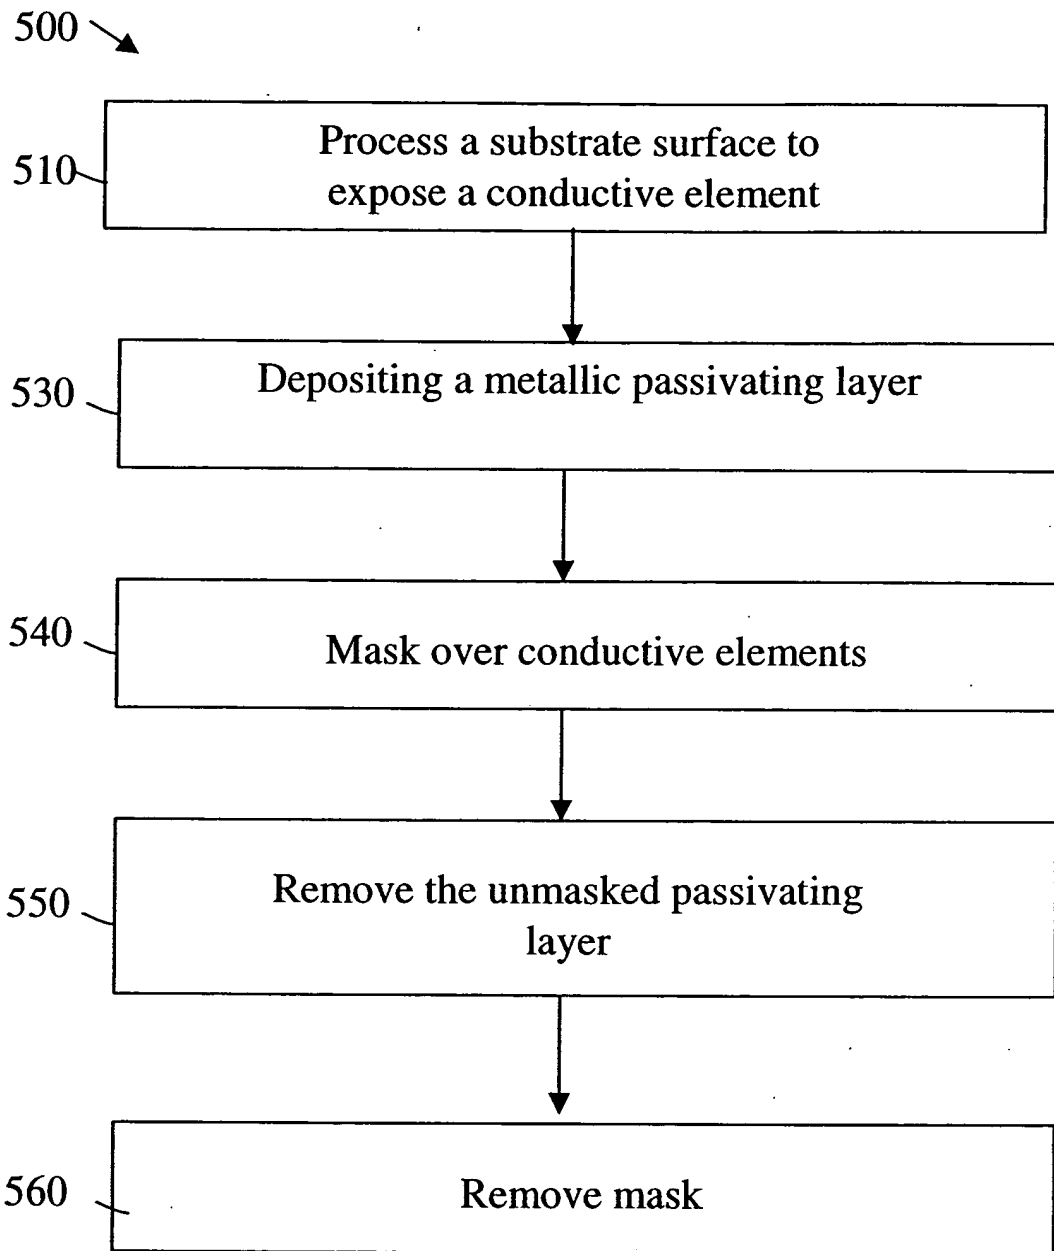 500
510
Process a substrate surface to
expose a conductive element
530
Depositing a metallic passivating layer
540
Mask over conductive elements
550
Remove the unmasked passivating
layer
560
Remove mask